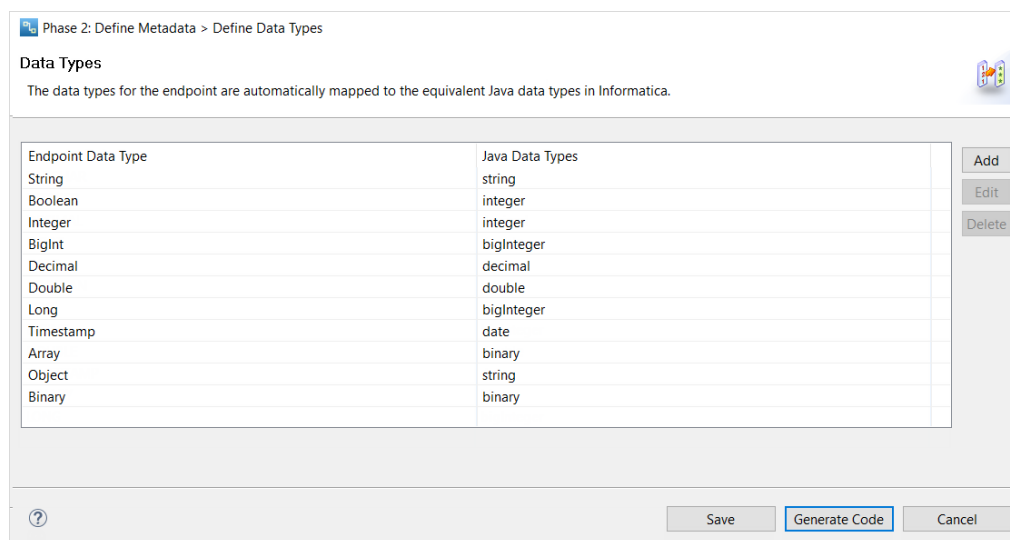 Phase 2: Define Metadata > Define Data Types
Data Types
The data types for the endpoint are automatically mapped to the equivalent Java data types in Informatica.
Endpoint Data Type Java Data Types
String string
Boolean integer
Integer integer
BigInt bigInteger
Decimal decimal
Double double
Long bigInteger
Timestamp date
Array binary
Object string
Binary binary
Add
Edit
Delete
Save Generate Code Cancel